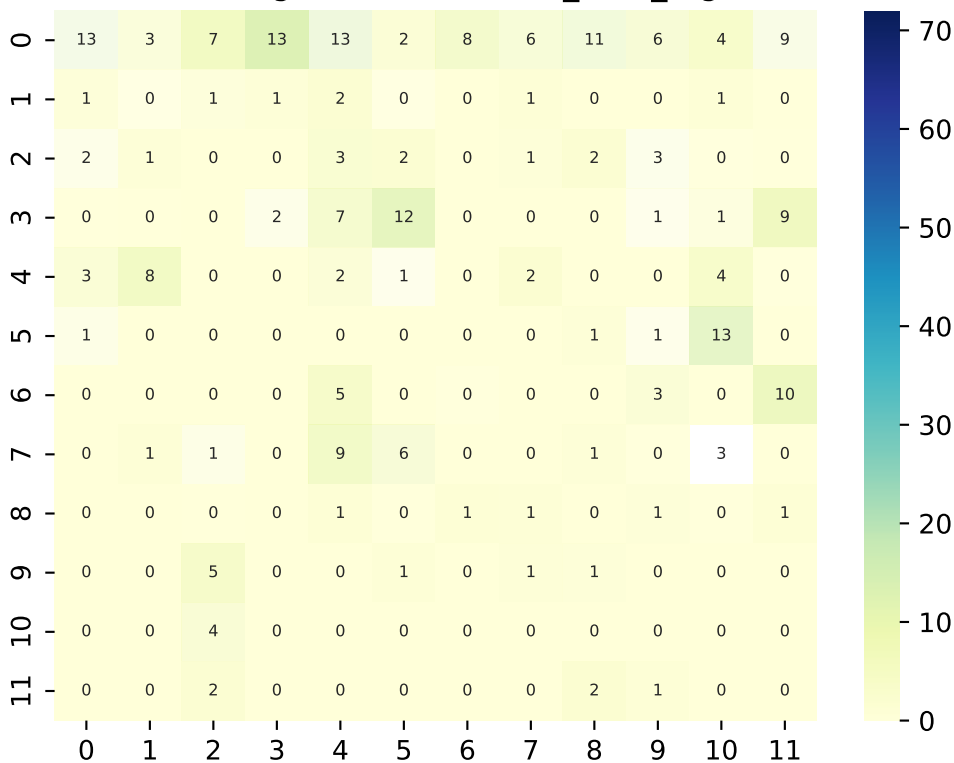 0 13 3 7 13 13 2 8 6 11 6 4 9 70
1 1 0 1 1 2 0 0 1 0 0 1 0 60
2 2 1 0 0 3 2 0 1 2 3 0 0
3 0 0 0 2 7 12 0 0 0 1 1 9 50
4 3 8 0 0 2 1 0 2 0 0 4 0 40
5 1 0 0 0 0 0 0 0 1 1 13 0
6 0 0 0 0 5 0 0 0 0 3 0 10 30
7 0 1 1 0 9 6 0 0 1 0 3 0
8 0 0 0 0 1 0 1 1 0 1 0 1 20
9 0 0 5 0 0 1 0 1 1 0 0 0
10 0 0 4 0 0 0 0 0 0 0 0 0 10
11 0 0 2 0 0 0 0 0 2 1 0 0 0
0 1 2 3 4 5 6 7 8 9 10 11